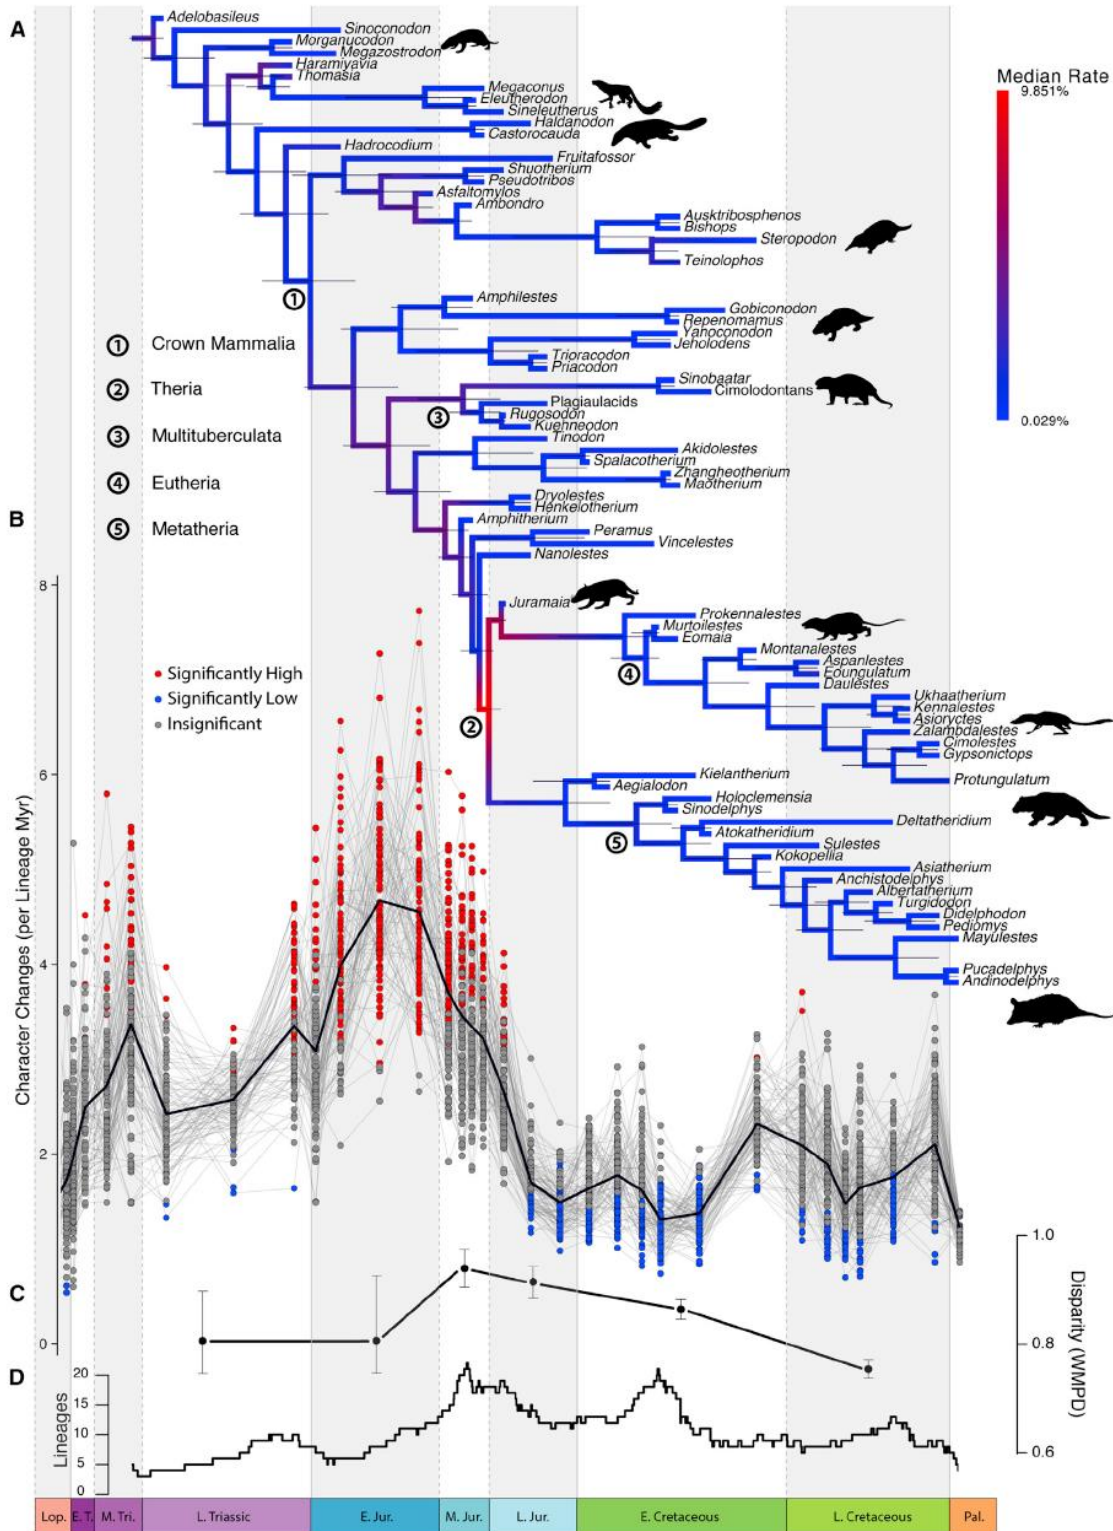 A
Adelobasileus
Sinoconodon
Morganucodon
Megazostrodon
Haramiyavia
Thomasia
Megaconus
Eleutherodon
Sineleutherus
Haldanodon
Castorocauda
Hadrocodium
Fruitafossor
Shuotherium
Pseudotribos
Asfaltomylos
Ambondro
Ausktribosphenos
Bishops
Steropodon
Teinolophos
Median Rate
9.851%
0.029%
1
Amphilestes
Gobiconodon
Repenomamus
Yanoconodon
Jeholodens
Trioracodon
Priacodon
Sinobaatar
Cimolodontans
Plagiaulacids
3
Rugosodon
Kuehneodon
Tinodon
Akidolestes
Spalacotherium
Zhangheotherium
Maotherium
Dryolestes
Henkelotherium
Amphitherium
Peramus
Vincelestes
Nanolestes
1 Crown Mammalia
2 Theria
3 Multituberculata
4 Eutheria
5 Metatheria
B
Juramaia
Prokennalestes
Murtoilestes
Eomaia
4
Montanalestes
Aspanlestes
Eoungulatum
Daulestes
Ukhaatherium
Kennalestes
Asioryctes
Zalambdalestes
Cimolestes
Gypsonictops
Protungulatum
2
Kielantherium
Aegialodon
Holoclemensia
Sinodelphys
5
Deltatheridium
Atokatheridium
Sulestes
Kokopellia
Asiatherium
Anchistodelphys
Albertatherium
Turgidodon
Didelphodon
Pediomys
Mayulestes
Pucadelphys
Andinodelphys
Significantly High
Significantly Low
Insignificant
8
6
4
2
0
Character Changes (per Lineage Myr)
C
1.0
0.8
0.6
Disparity (WMPD)
D
20
15
10
5
0
Lineages
Lop.
E. T.
M. Tri.
L. Triassic
E. Jur.
M. Jur.
L. Jur.
E. Cretaceous
L. Cretaceous
Pal.